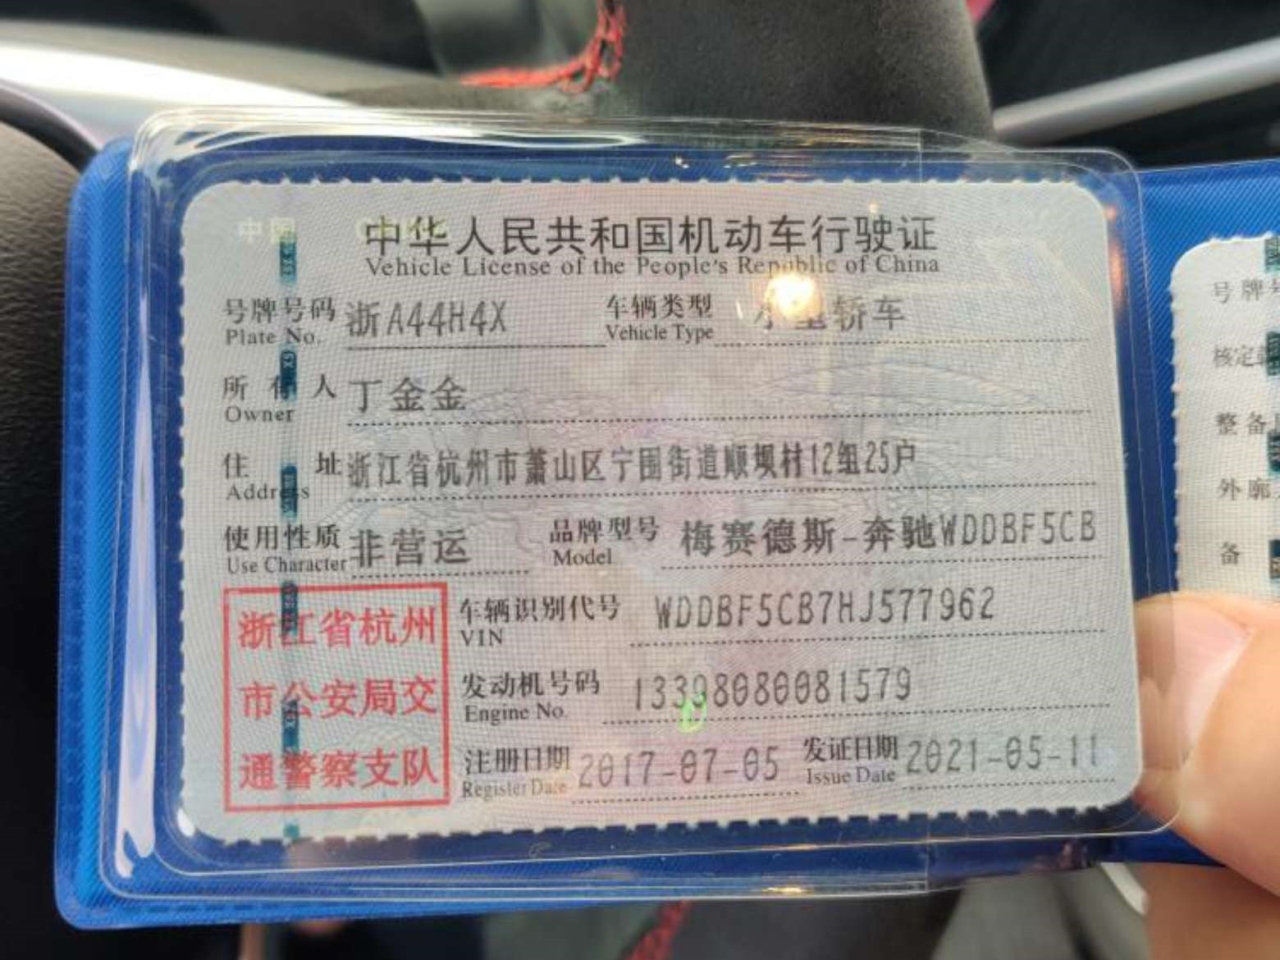 中华人民共和国机动车行驶证
Vehicle License of the People's Republic of China
号牌号码 浙A44H4X 车辆类型 小型轿车
Plate No. Vehicle Type
所有人 丁金金
Owner
住址 浙江省杭州市萧山区宁围街道顺坝村12组25户
Address
使用性质 非营运 品牌型号 梅赛德斯-奔驰WDDBF5CB
Use Character Model
浙江省杭州
市公安局交
通警察支队
车辆识别代号 WDDBF5CB7HJ577962
VIN
发动机号码 13398080081579
Engine No.
注册日期 2017-07-05 发证日期 2021-05-11
Register Date Issue Date
号牌
核定
整备
外廓
备